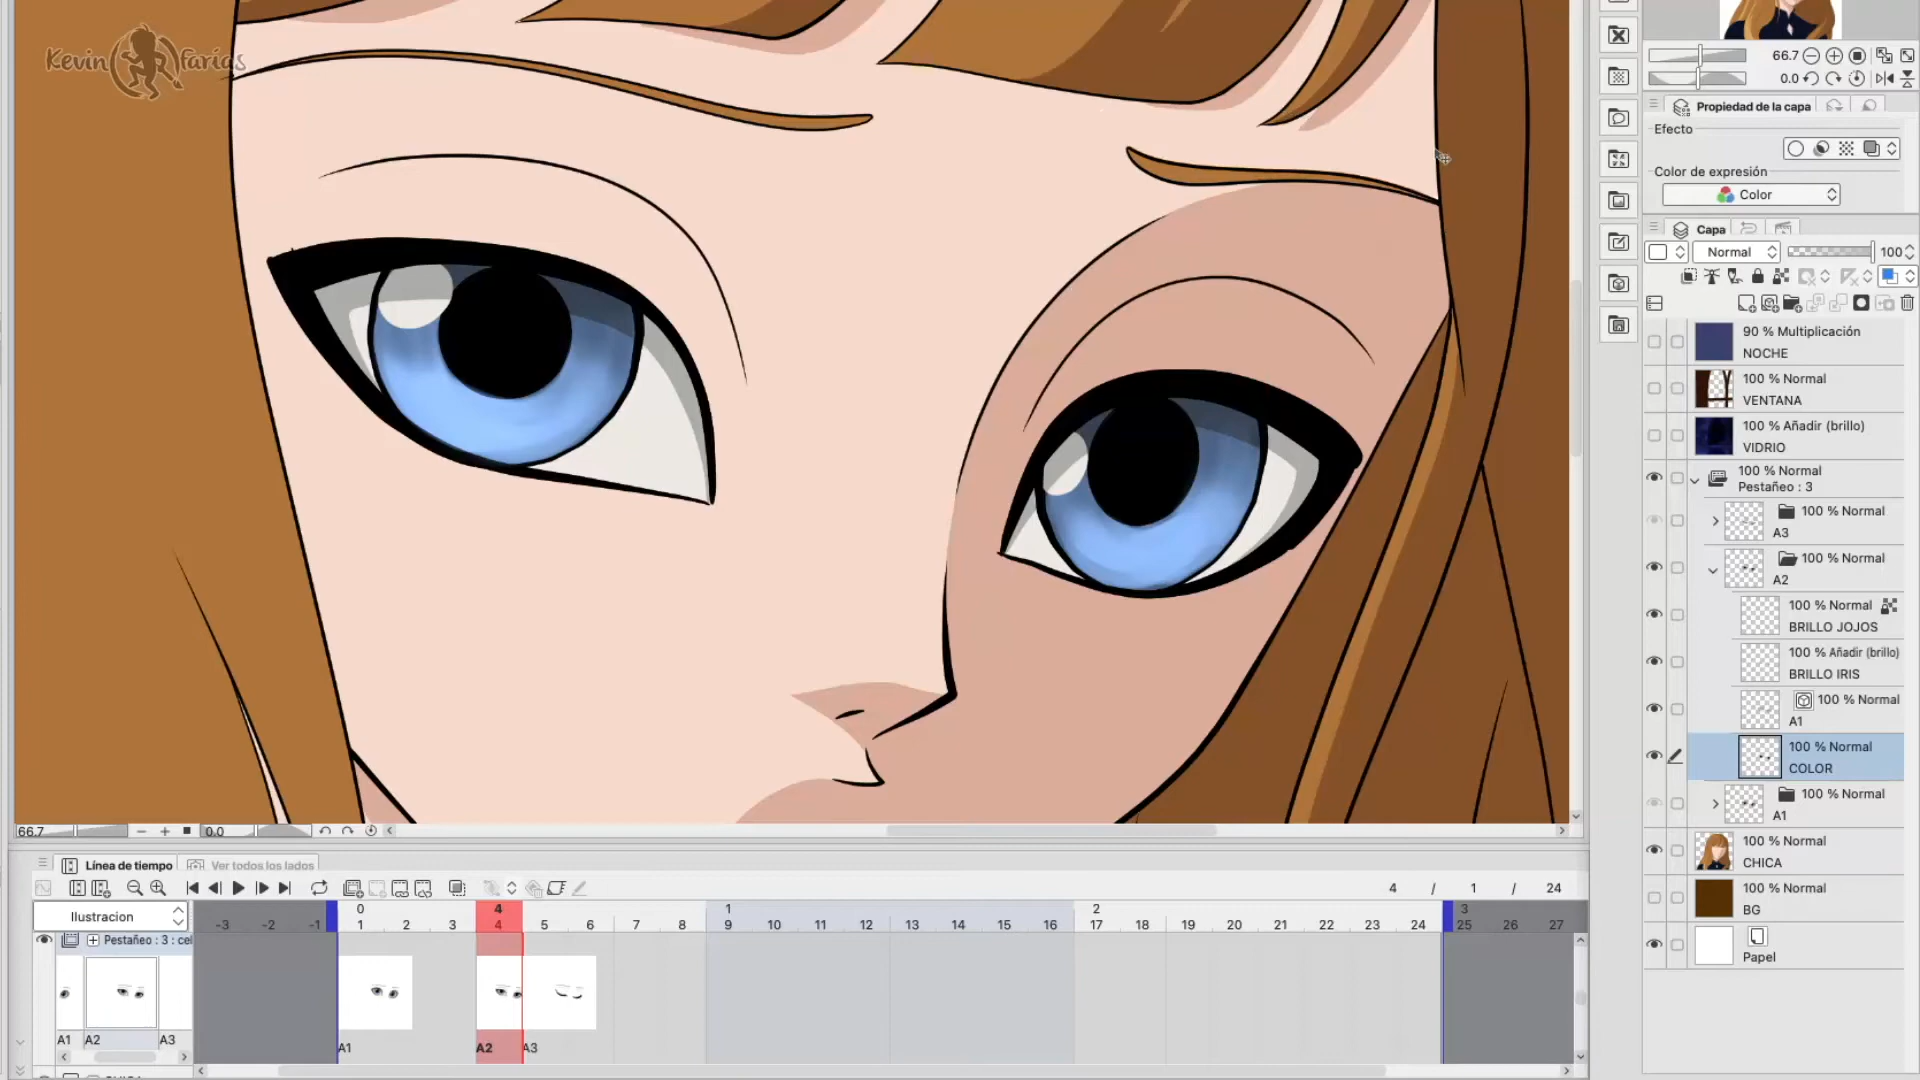 Kevin Farías
66.7
0.0
Propiedad de la capa
Efecto
Color de expresión
Color
Capa
Normal
100
90 % Multiplicación
NOCHE
100 % Normal
VENTANA
100 % Añadir (brillo)
VIDRIO
100 % Normal
Pestañeo : 3
100 % Normal
A3
100 % Normal
A2
100 % Normal
BRILLO JOJOS
100 % Añadir (brillo)
BRILLO IRIS
100 % Normal
A1
100 % Normal
COLOR
100 % Normal
A1
100 % Normal
CHICA
100 % Normal
BG
Papel
66.7 0.0
Línea de tiempo Ver todos los lados
4 / 1 / 24
Ilustracion
0 4 1 2 3
-3 -2 -1 1 2 3 4 5 6 7 8 9 10 11 12 13 14 15 16 17 18 19 20 21 22 23 24 25 26 27
Pestañeo : 3 : cel
A1 A2 A3
A1 A2 A3